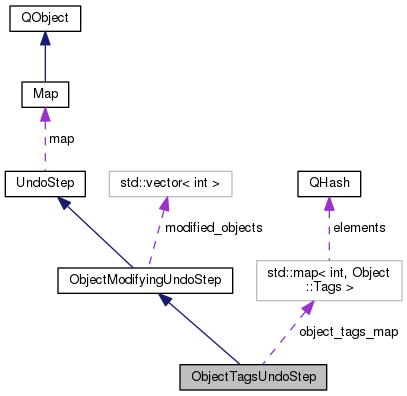 QObject
Map
map
UndoStep
std::vector< int >
QHash
modified_objects
elements
ObjectModifyingUndoStep
std::map< int, Object
::Tags >
object_tags_map
ObjectTagsUndoStep